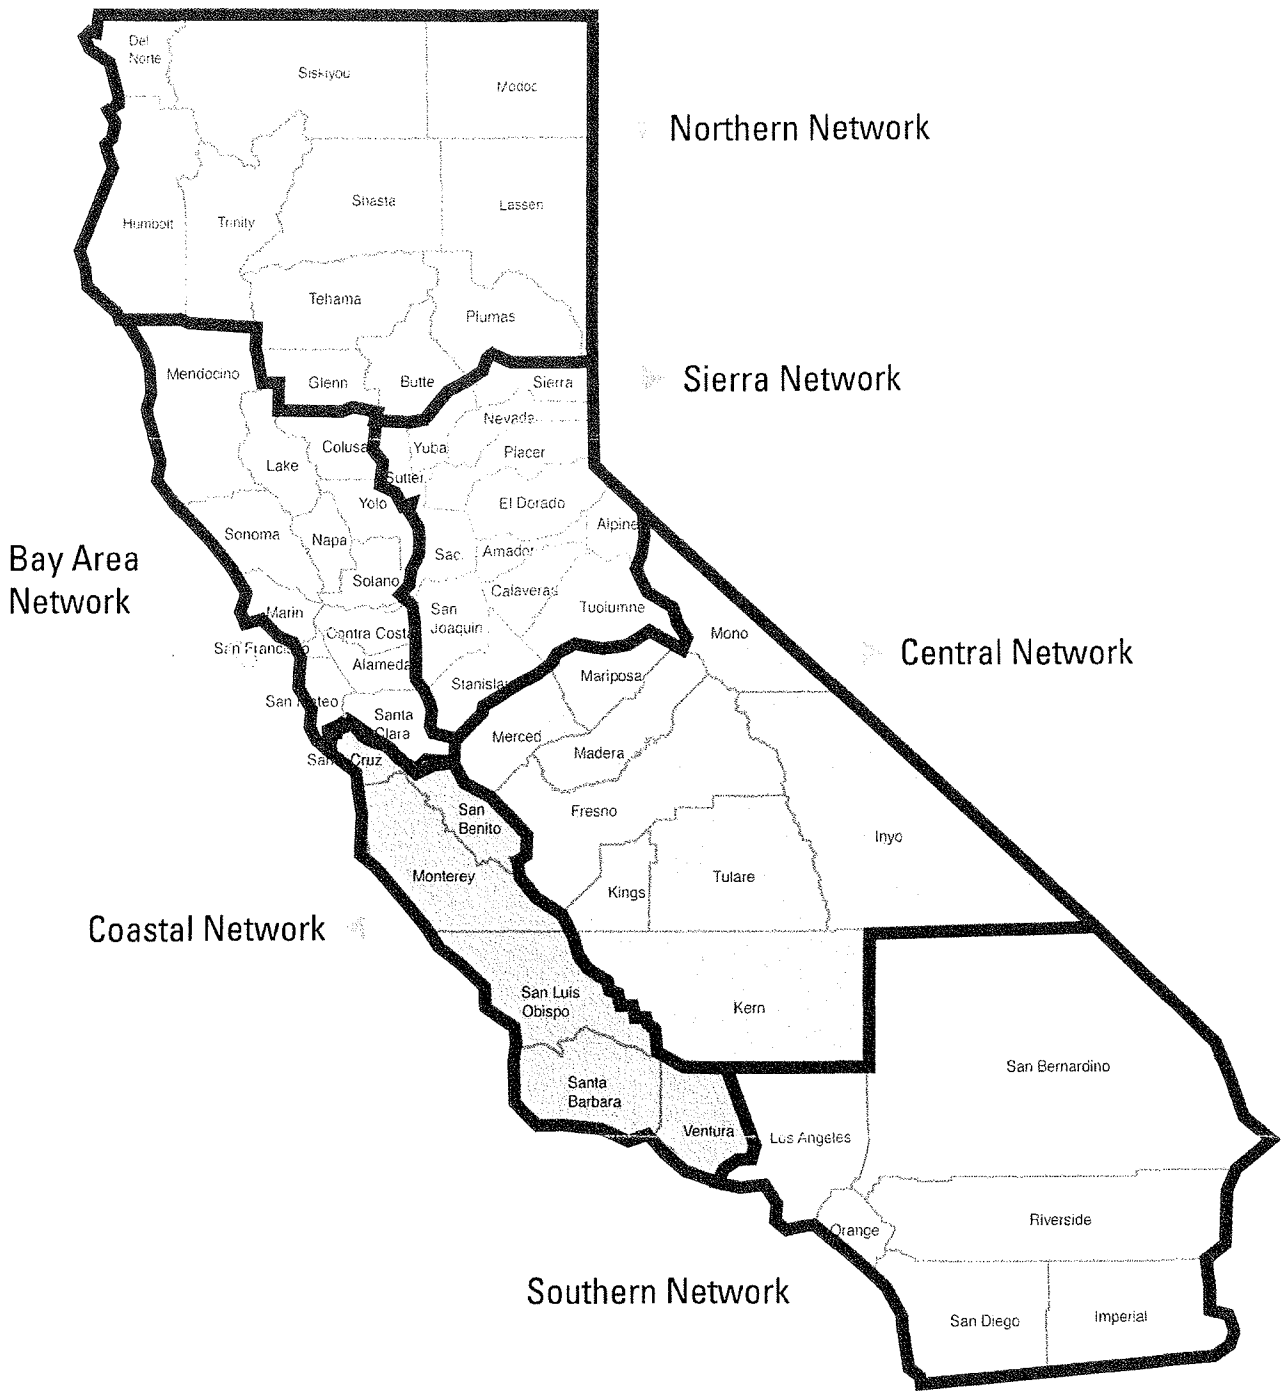 Del
Norte
Siskiyou
Modoc
Northern Network
Humbolt
Trinity
Shasta
Lassen
Tehama
Plumas
Mendocino
Glenn
Butte
Sierra
Sierra Network
Nevada
Colusa
Yuba
Placer
Lake
Sutter
Yolo
El Dorado
Sonoma
Napa
Alpine
Bay Area
Network
Sac.
Amador
Solano
Calaveras
Marin
San
Joaquin
Tuolumne
Contra Costa
Mono
Central Network
San Francisco
Alameda
Stanislaus
Mariposa
San Mateo
Santa
Clara
Merced
Madera
Santa Cruz
San
Benito
Fresno
Inyo
Monterey
Kings
Tulare
Coastal Network
San Luis
Obispo
Kern
San Bernardino
Santa
Barbara
Ventura
Los Angeles
Orange
Riverside
Southern Network
San Diego
Imperial